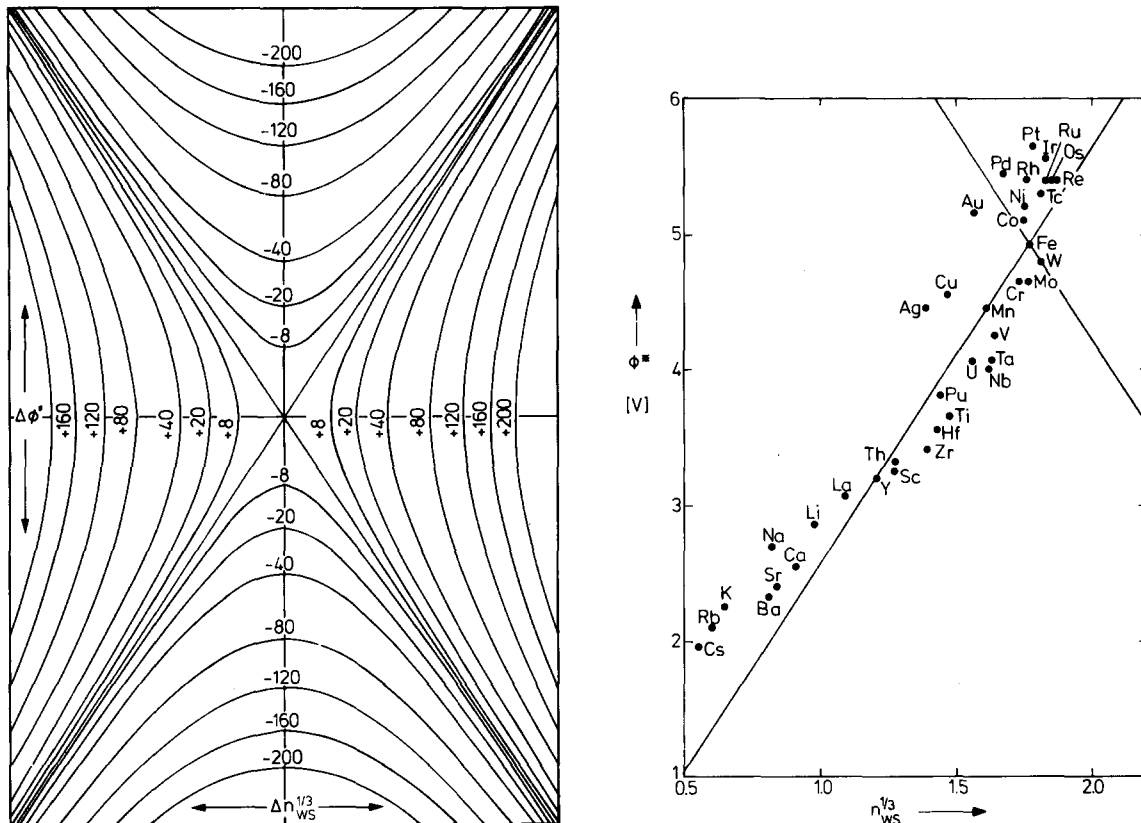 -200
-160
-120
-80
-40
-20
-8
Δφ*
+160
+120
+80
+40
+20
+8
+8
+20
+40
+80
+120
+160
+200
-8
-20
-40
-80
-120
-160
-200
Δn_WS^1/3
6
5
4
3
2
1
φ*
[V]
Pt
Ir
Ru
Os
Pd
Rh
Re
Au
Ni
Tc
Co
Fe
W
Cu
Cr
Mo
Ag
Mn
V
U
Ta
Nb
Pu
Ti
Hf
Zr
Th
Sc
La
Y
Li
Na
Ca
Sr
K
Ba
Rb
Cs
0.5
1.0
1.5
2.0
n_WS^1/3